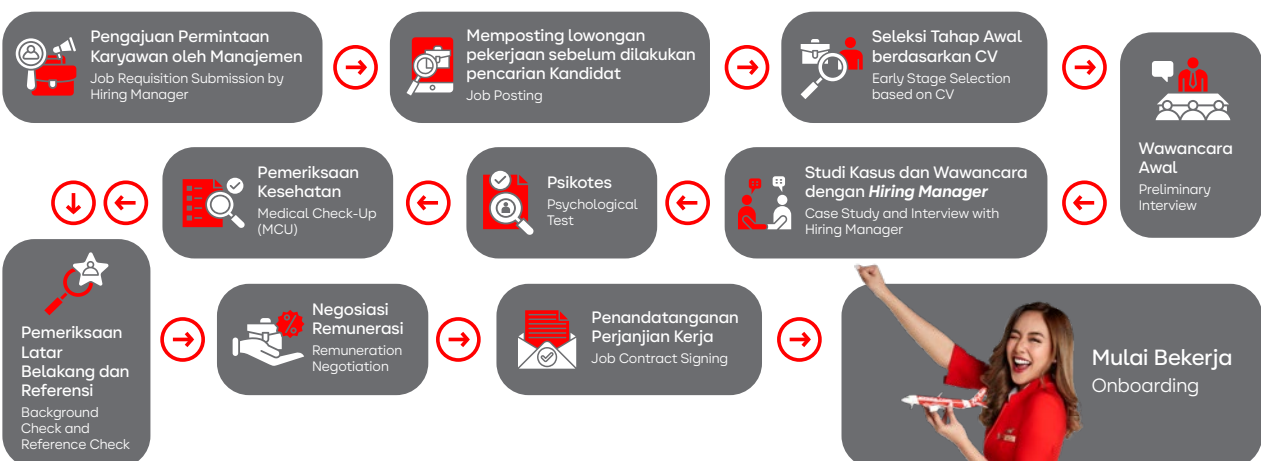 Pengajuan Permintaan
Karyawan oleh Manajemen
Job Requisition Submission by
Hiring Manager
Memposting lowongan
pekerjaan sebelum dilakukan
pencarian Kandidat
Job Posting
Seleksi Tahap Awal
berdasarkan CV
Early Stage Selection
based on CV
Wawancara
Awal
Preliminary
Interview
Studi Kasus dan Wawancara
dengan Hiring Manager
Case Study and Interview with
Hiring Manager
Psikotes
Psychological
Test
Pemeriksaan
Kesehatan
Medical Check-Up
(MCU)
Pemeriksaan
Latar
Belakang dan
Referensi
Background
Check and
Reference Check
Negosiasi
Remunerasi
Remuneration
Negotiation
Penandatanganan
Perjanjian Kerja
Job Contract Signing
Mulai Bekerja
Onboarding